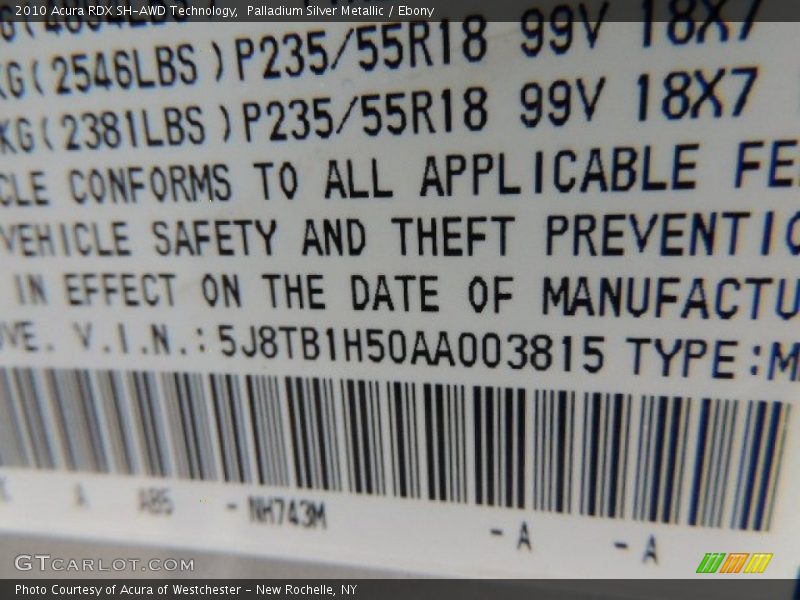 2010 Acura RDX SH-AWD Technology,  Palladium Silver Metallic / Ebony
KG(2546LBS )P235/55R18 99V 18X7
KG(2381LBS )P235/55R18 99V 18X7
CLE CONFORMS TO ALL APPLICABLE FE
VEHICLE SAFETY AND THEFT PREVENTIO
IN EFFECT ON THE DATE OF MANUFACTU
OVE. V.I.N.:5J8TB1H50AA003815 TYPE:M
A A85 -NH743M -A -A
GTCARLOT.COM
Photo Courtesy of Acura of Westchester - New Rochelle, NY